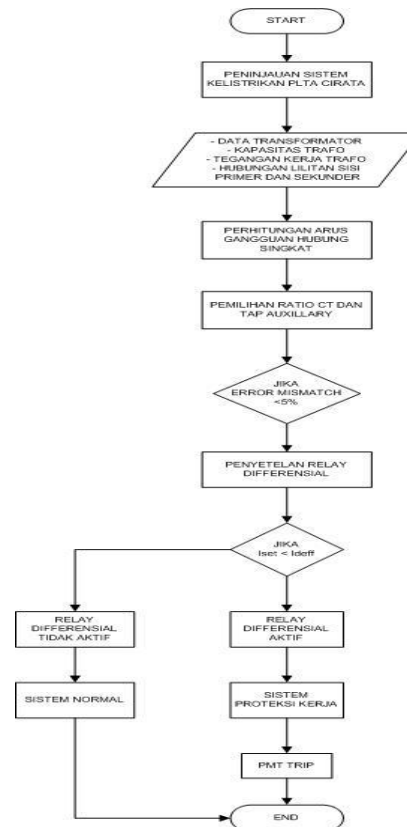 START
PENINJAUAN SISTEM
KELISTRIKAN PLTA CIRATA
- DATA TRANSFORMATOR
- KAPASITAS TRAFO
- TEGANGAN KERJA TRAFO
- HUBUNGAN LILITAN SISI
PRIMER DAN SEKUNDER
PERHITUNGAN ARUS
GANGGUAN HUBUNG
SINGKAT
PEMILIHAN RATIO CT DAN
TAP AUXILLARY
JIKA
ERROR MISMATCH
<5%
PENYETELAN RELAY
DIFFERENSIAL
JIKA
Iset < Ideff
RELAY
DIFFERENSIAL
TIDAK AKTIF
RELAY
DIFFERENSIAL
AKTIF
SISTEM NORMAL
SISTEM
PROTEKSI KERJA
PMT TRIP
END